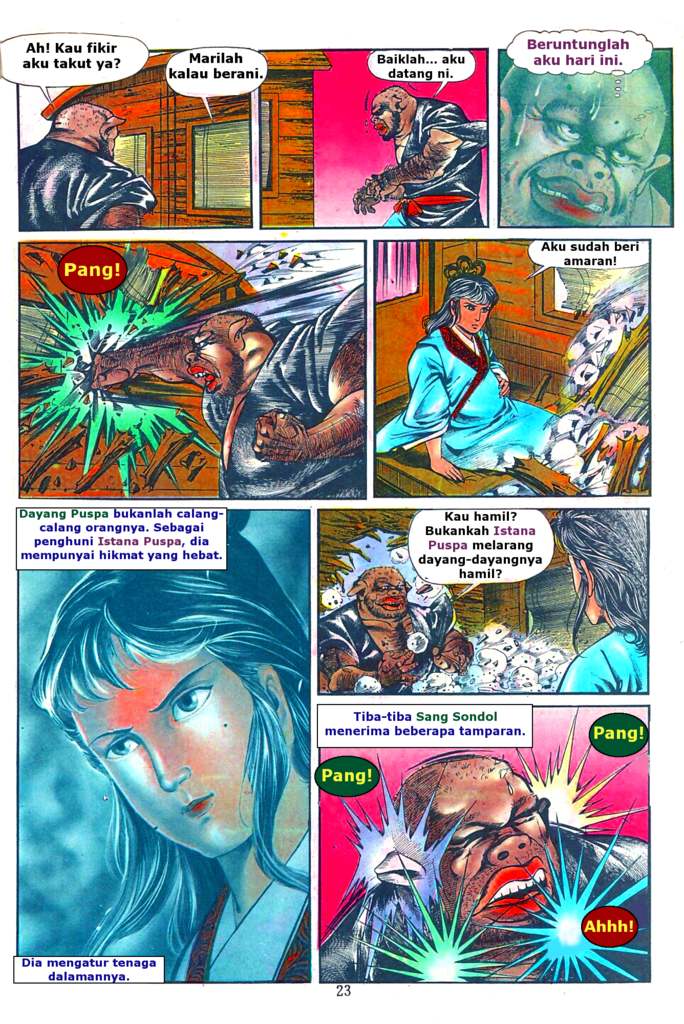 Ah! Kau fikir
aku takut ya?
Marilah
kalau berani.
Baiklah... aku
datang ni.
Beruntunglah
aku hari ini.
Pang!
Aku sudah beri
amaran!
Dayang Puspa bukanlah calang-
calang orangnya. Sebagai
penghuni Istana Puspa, dia
mempunyai hikmat yang hebat.
Dia mengatur tenaga
dalamannya.
Kau hamil?
Bukankah Istana
Puspa melarang
dayang-dayangnya
hamil?
Tiba-tiba Sang Sondol
menerima beberapa tamparan.
Pang!
Pang!
Ahhh!
23